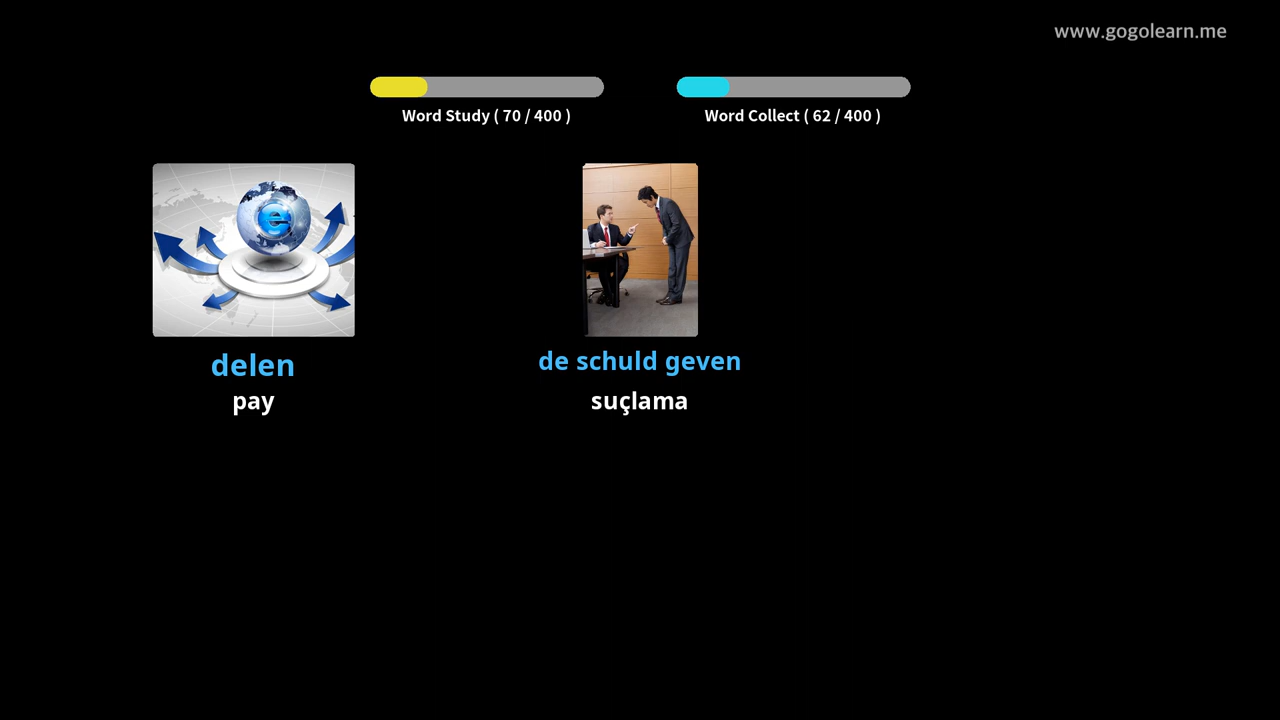 www.gogolearn.me
Word Study ( 70 / 400 )
Word Collect ( 62 / 400 )
e
delen
pay
de schuld geven
suçlama